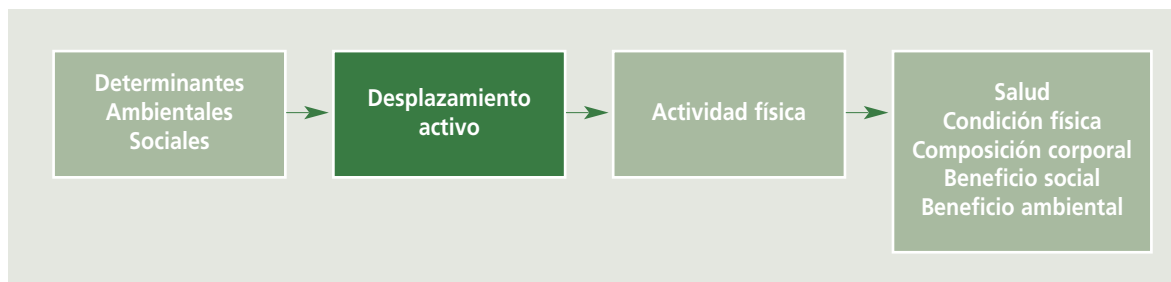 Determinantes
Ambientales
Sociales
Desplazamiento
activo
Actividad física
Salud
Condición física
Composición corporal
Beneficio social
Beneficio ambiental